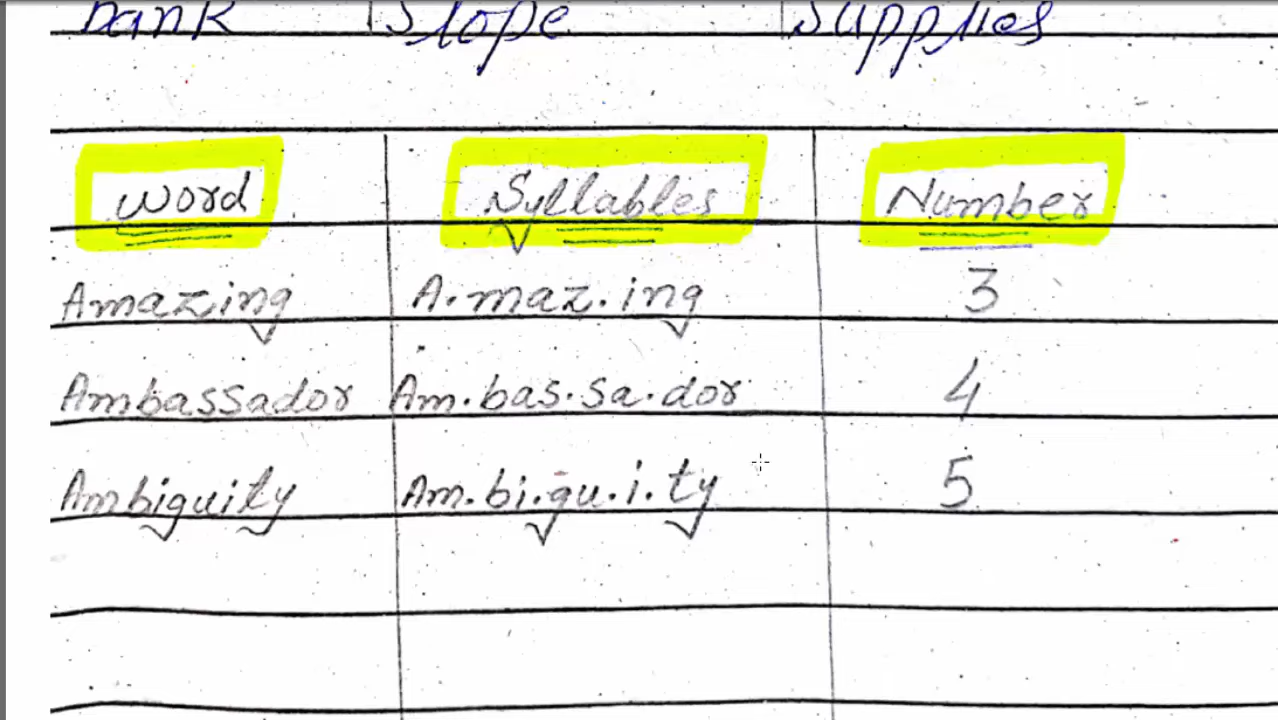 bank Slope Supplies
Word Syllables Number
Amazing A.maz.ing 3
Ambassador Am.bas.sa.dor 4
Ambiguity Am.bi.gu.i.ty 5